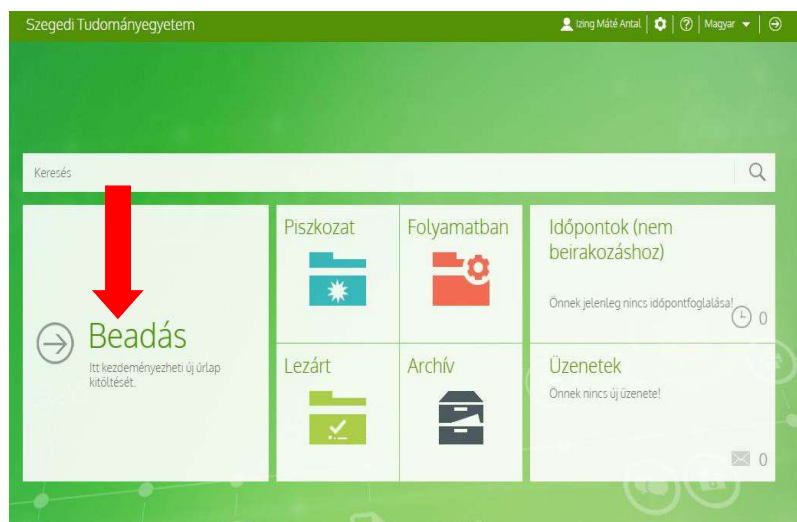 Szegedi Tudományegyetem
Izing Máté Antal
Magyar
Keresés
Beadás
Itt kezdeményezheti új űrlap
kitöltését.
Piszkozat
Folyamatban
Lezárt
Archív
Időpontok (nem
beirakozáshoz)
Önnek jelenleg nincs időpontfoglalása!
0
Üzenetek
Önnek nincs új üzenete!
0